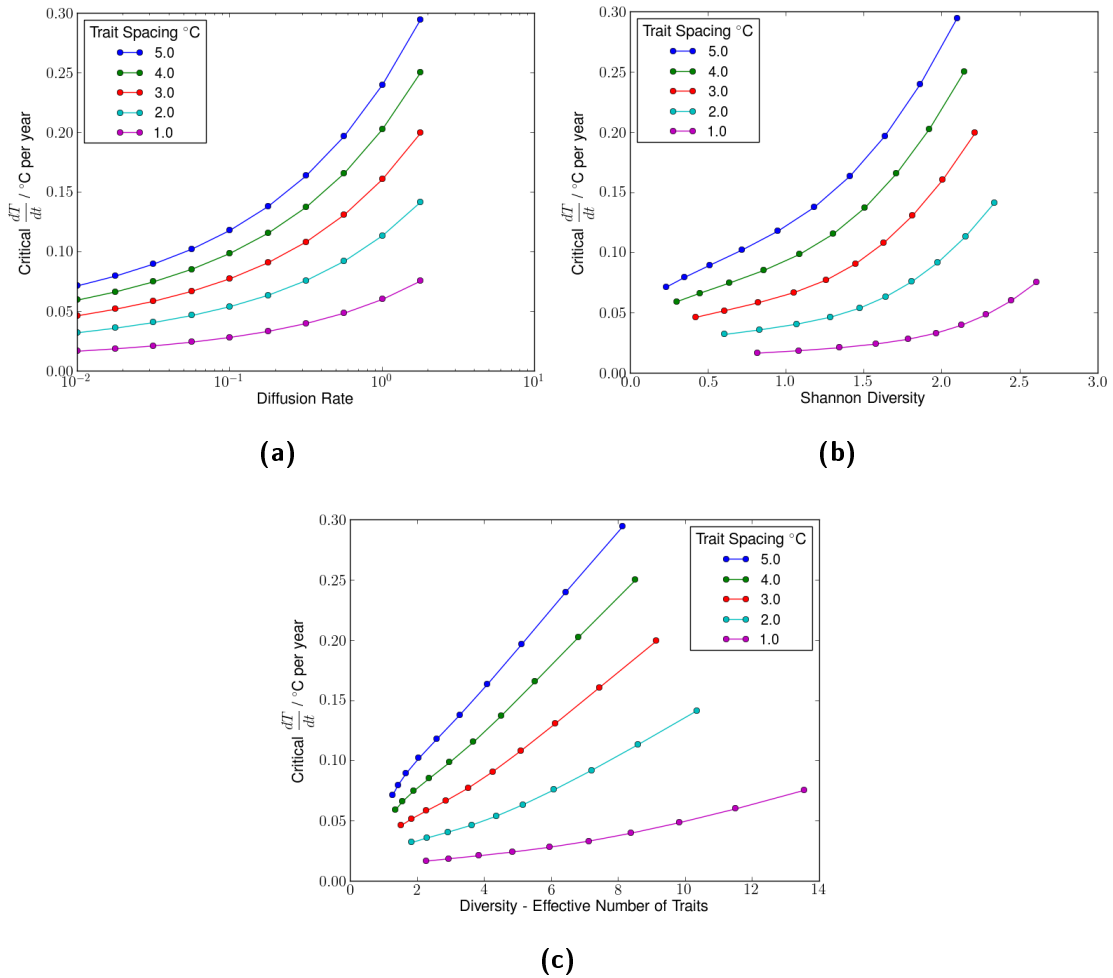 0.30
0.25
0.20
0.15
0.10
0.05
0.00
Critical dT/dt / °C per year
Trait Spacing °C
5.0
4.0
3.0
2.0
1.0
10⁻² 10⁻¹ 10⁰ 10¹
Diffusion Rate
(a)
0.30
0.25
0.20
0.15
0.10
0.05
0.00
Critical dT/dt / °C per year
Trait Spacing °C
5.0
4.0
3.0
2.0
1.0
0.0 0.5 1.0 1.5 2.0 2.5 3.0
Shannon Diversity
(b)
0.30
0.25
0.20
0.15
0.10
0.05
0.00
Critical dT/dt / °C per year
Trait Spacing °C
5.0
4.0
3.0
2.0
1.0
0 2 4 6 8 10 12 14
Diversity - Effective Number of Traits
(c)